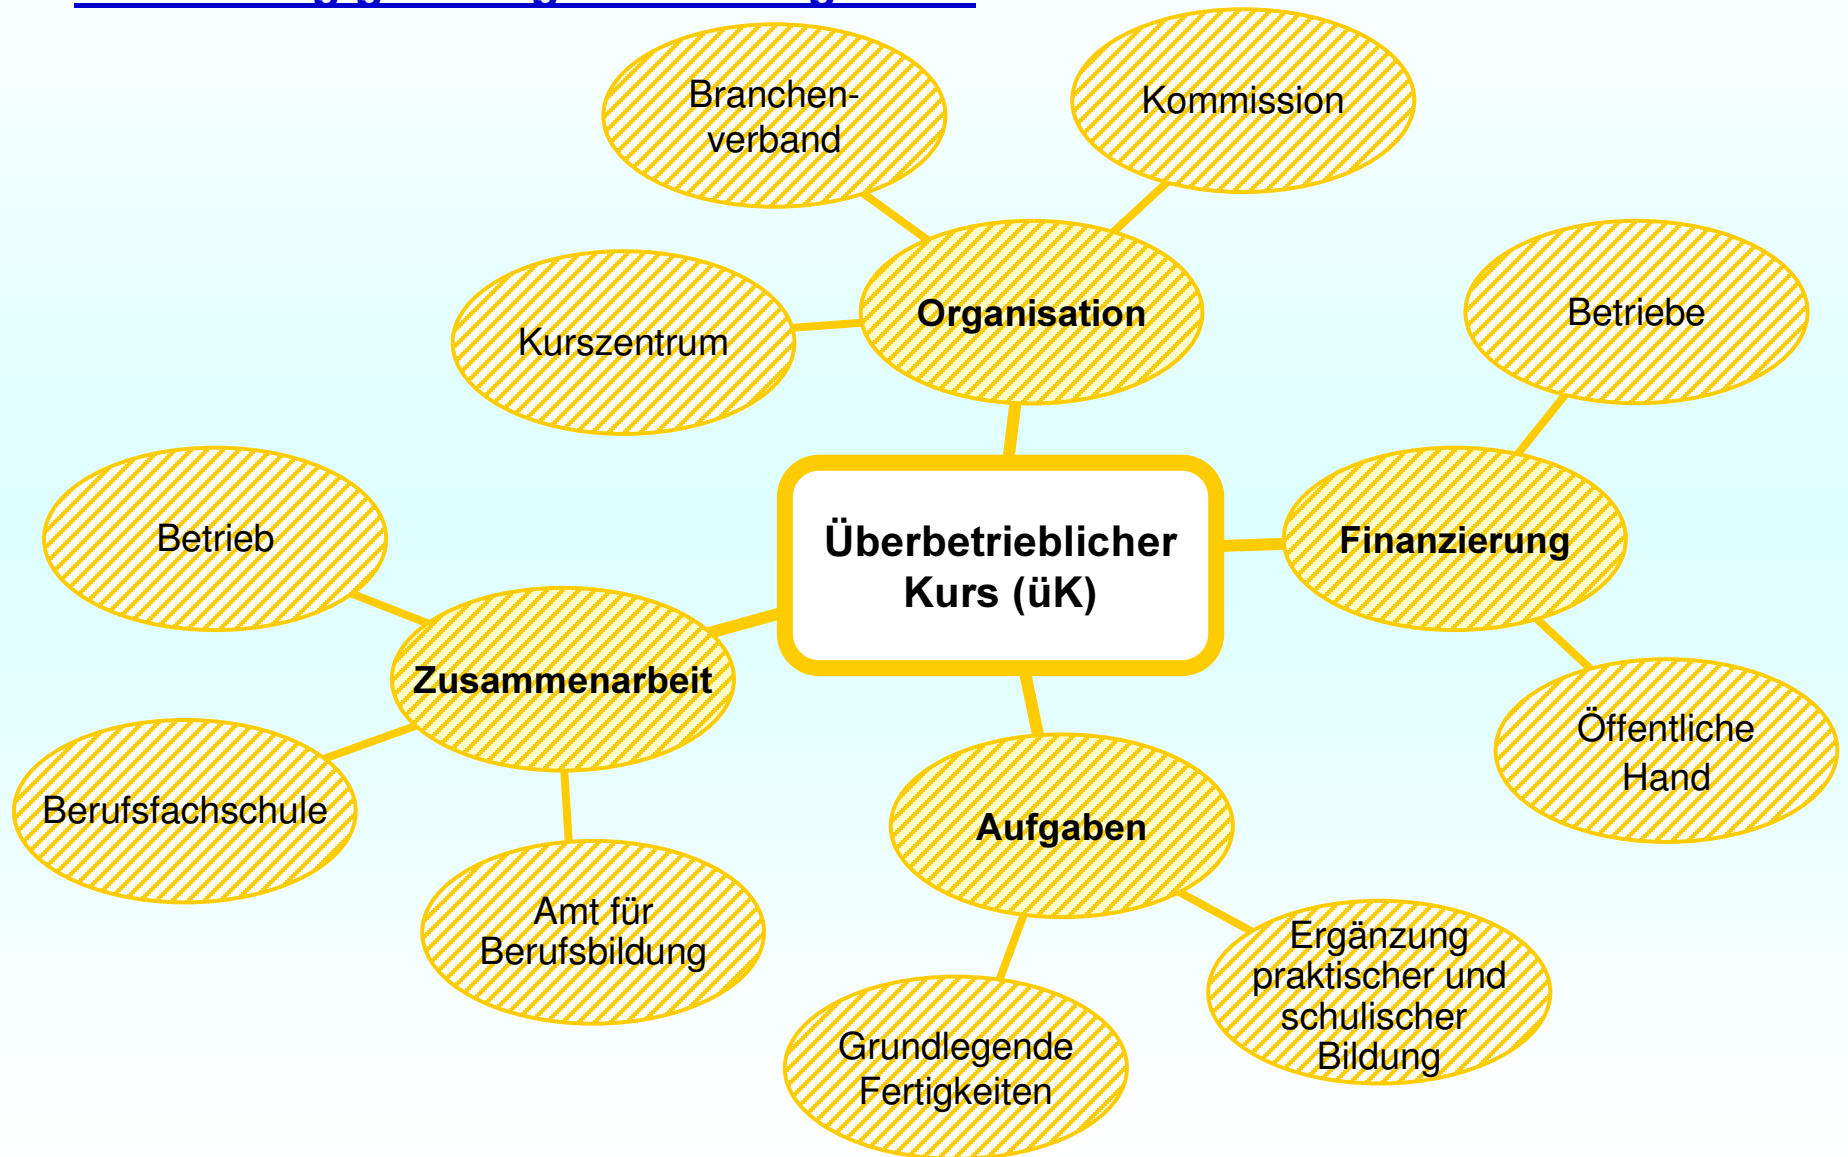 Branchen-
verband
Kommission
Organisation
Kurszentrum
Betriebe
Überbetrieblicher
Kurs (üK)
Finanzierung
Betrieb
Zusammenarbeit
Öffentliche
Hand
Berufsfachschule
Aufgaben
Amt für
Berufsbildung
Ergänzung
praktischer und
schulischer
Bildung
Grundlegende
Fertigkeiten